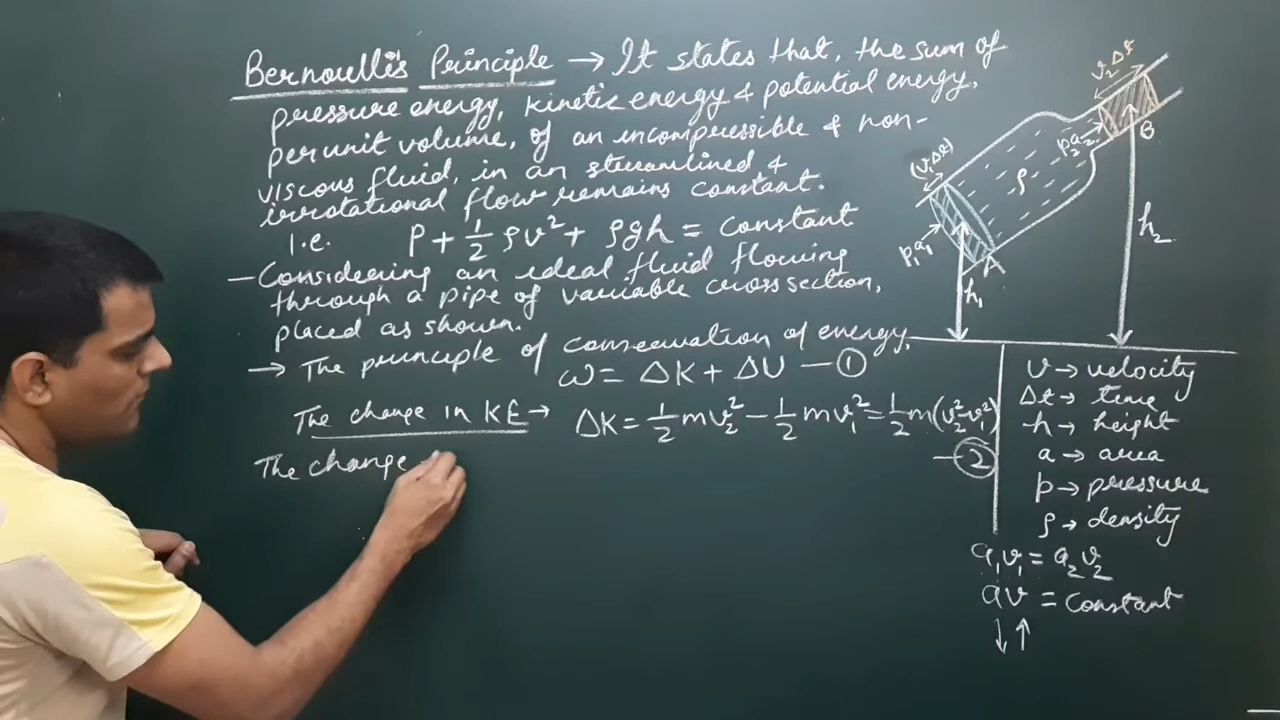 Bernoulli's Principle → It states that, the sum of
pressure energy, kinetic energy & potential energy,
per unit volume, of an incompressible & non-
viscous fluid, in an streamlined &
irrotational flow remains constant.
i.e. P + 1/2 ρv² + ρgh = constant
— Considering an ideal fluid flowing
through a pipe of variable cross section,
placed as shown.
→ The principle of conservation of energy,
W = ΔK + ΔU — ①
The change in KE → ΔK = 1/2 mv₂² − 1/2 mv₁² = 1/2 m(v₂² − v₁²)
— ②
The change
v₂Δt
p₂a₂
B
(v₁Δt)
ρ
p₁a₁
A
h₁
h₂
v → velocity
Δt → time
h → height
a → area
p → pressure
ρ → density
a₁v₁ = a₂v₂
av = constant
↓ ↑